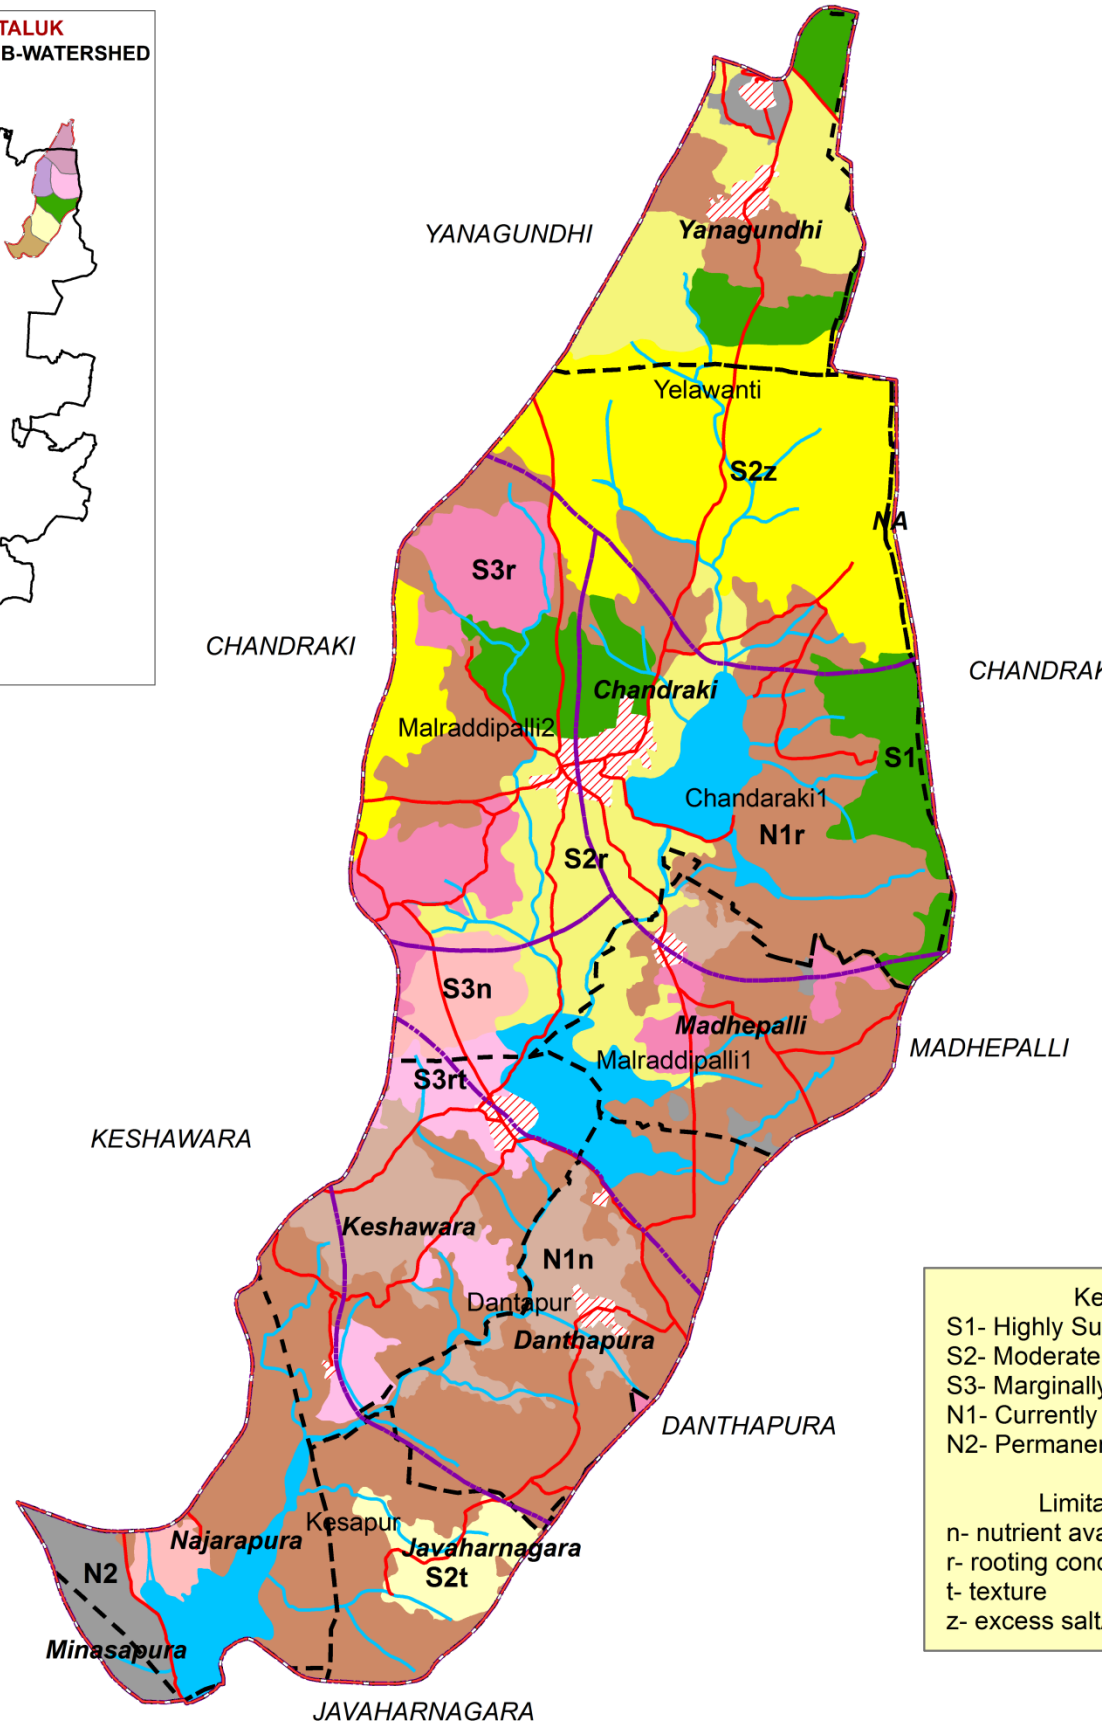 TALUK
B-WATERSHED
YANAGUNDHI
Yanagundhi
Yelawanti
S2z
NA
S3r
CHANDRAKI
CHANDRAK
Chandraki
Malraddipalli2
S1
Chandaraki1
N1r
S2r
S3n
Madhepalli
MADHEPALLI
Malraddipalli1
S3rt
KESHAWARA
Keshawara
N1n
Dantapur
Danthapura
DANTHAPURA
Ke
S1- Highly Su
S2- Moderate
S3- Marginally
N1- Currently
N2- Permaner
Limita
n- nutrient ava
r- rooting conc
t- texture
z- excess salt
Kesapur
Najarapura
Javaharnagara
N2
S2t
Minasapura
JAVAHARNAGARA